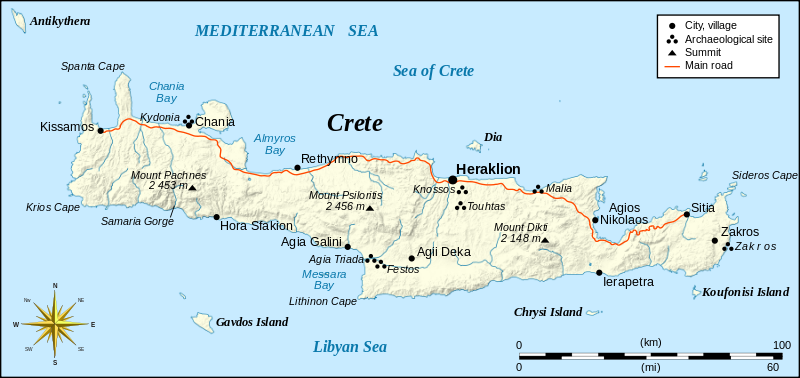 Antikythera
MEDITERRANEAN SEA
Sea of Crete
City, village
Archaeological site
Summit
Main road
Spanta Cape
Chania
Bay
Kydonia
Chania
Kissamos
Almyros
Bay
Crete
Dia
Rethymno
Heraklion
Sideros Cape
Mount Pachnes
2 453 m
Mount Psiloritis
2 456 m
Knossos
Malia
Krios Cape
Samaria Gorge
Hora Sfakion
Touhtas
Agios
Nikolaos
Sitia
Mount Dikti
2 148 m
Zakros
Zakros
Agia Galini
Agia Triada
Agii Deka
Festos
Messara
Bay
Ierapetra
Lithinon Cape
Koufonisi Island
Chrysi Island
Gavdos Island
Libyan Sea
N
NW
NE
W
E
SW
SE
S
0
(km)
100
0
(mi)
60